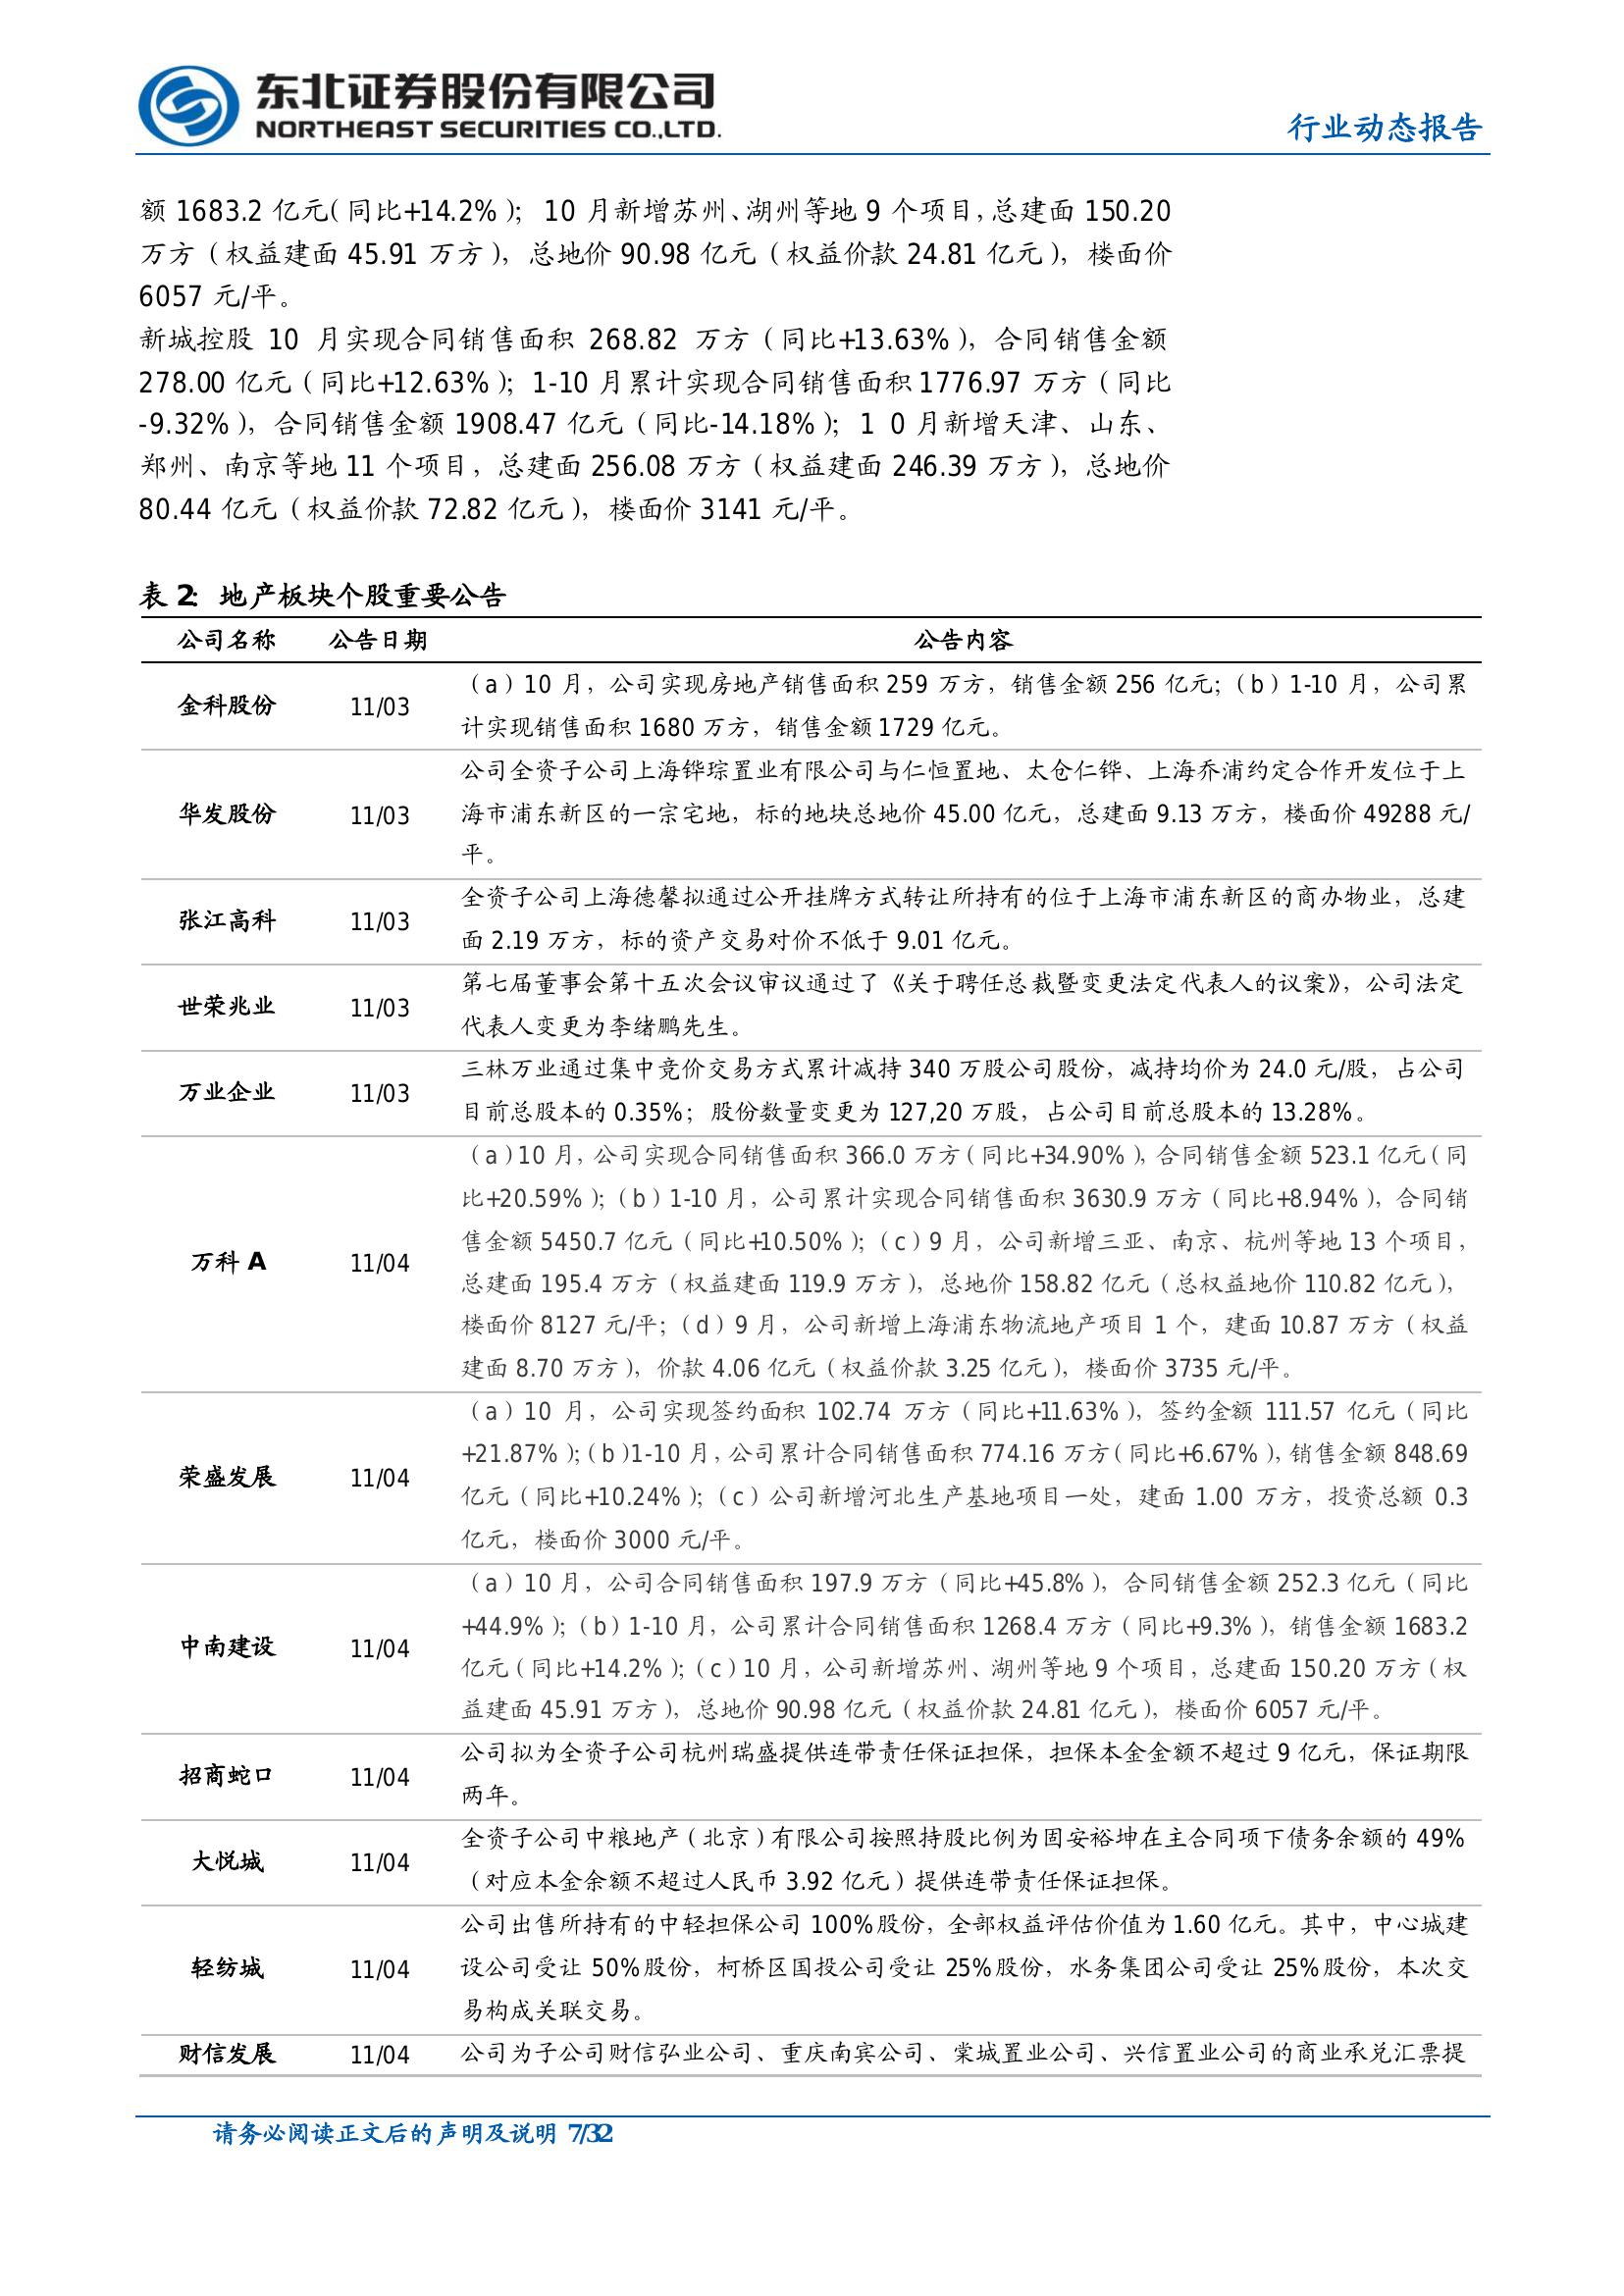 东北证券股份有限公司
NORTHEAST SECURITIES CO.,LTD.
行业动态报告
额 1683.2 亿元(同比+14.2%)；10 月新增苏州、湖州等地 9 个项目，总建面 150.20
万方（权益建面 45.91 万方），总地价 90.98 亿元（权益价款 24.81 亿元），楼面价
6057 元/平。
新城控股 10 月实现合同销售面积 268.82 万方（同比+13.63%），合同销售金额
278.00 亿元（同比+12.63%）；1-10 月累计实现合同销售面积 1776.97 万方（同比
-9.32%），合同销售金额 1908.47 亿元（同比-14.18%）；1 0 月新增天津、山东、
郑州、南京等地 11 个项目，总建面 256.08 万方（权益建面 246.39 万方），总地价
80.44 亿元（权益价款 72.82 亿元），楼面价 3141 元/平。
表 2：地产板块个股重要公告
公司名称 公告日期 公告内容
金科股份 11/03 （a）10 月，公司实现房地产销售面积 259 万方，销售金额 256 亿元；（b）1-10 月，公司累
计实现销售面积 1680 万方，销售金额 1729 亿元。
华发股份 11/03 公司全资子公司上海铧琮置业有限公司与仁恒置地、太仓仁铧、上海乔浦约定合作开发位于上
海市浦东新区的一宗宅地，标的地块总地价 45.00 亿元，总建面 9.13 万方，楼面价 49288 元/
平。
张江高科 11/03 全资子公司上海德馨拟通过公开挂牌方式转让所持有的位于上海市浦东新区的商办物业，总建
面 2.19 万方，标的资产交易对价不低于 9.01 亿元。
世荣兆业 11/03 第七届董事会第十五次会议审议通过了《关于聘任总裁暨变更法定代表人的议案》，公司法定
代表人变更为李绪鹏先生。
万业企业 11/03 三林万业通过集中竞价交易方式累计减持 340 万股公司股份，减持均价为 24.0 元/股，占公司
目前总股本的 0.35%；股份数量变更为 127,20 万股，占公司目前总股本的 13.28%。
万科 A 11/04 （a）10 月，公司实现合同销售面积 366.0 万方（同比+34.90%），合同销售金额 523.1 亿元（同
比+20.59%）；（b）1-10 月，公司累计实现合同销售面积 3630.9 万方（同比+8.94%），合同销
售金额 5450.7 亿元（同比+10.50%）；（c）9 月，公司新增三亚、南京、杭州等地 13 个项目，
总建面 195.4 万方（权益建面 119.9 万方），总地价 158.82 亿元（总权益地价 110.82 亿元），
楼面价 8127 元/平；（d）9 月，公司新增上海浦东物流地产项目 1 个，建面 10.87 万方（权益
建面 8.70 万方），价款 4.06 亿元（权益价款 3.25 亿元），楼面价 3735 元/平。
荣盛发展 11/04 （a）10 月，公司实现签约面积 102.74 万方（同比+11.63%），签约金额 111.57 亿元（同比
+21.87%）；（b）1-10 月，公司累计合同销售面积 774.16 万方（同比+6.67%），销售金额 848.69
亿元（同比+10.24%）；（c）公司新增河北生产基地项目一处，建面 1.00 万方，投资总额 0.3
亿元，楼面价 3000 元/平。
中南建设 11/04 （a）10 月，公司合同销售面积 197.9 万方（同比+45.8%），合同销售金额 252.3 亿元（同比
+44.9%）；（b）1-10 月，公司累计合同销售面积 1268.4 万方（同比+9.3%），销售金额 1683.2
亿元（同比+14.2%）；（c）10 月，公司新增苏州、湖州等地 9 个项目，总建面 150.20 万方（权
益建面 45.91 万方），总地价 90.98 亿元（权益价款 24.81 亿元），楼面价 6057 元/平。
招商蛇口 11/04 公司拟为全资子公司杭州瑞盛提供连带责任保证担保，担保本金金额不超过 9 亿元，保证期限
两年。
大悦城 11/04 全资子公司中粮地产（北京）有限公司按照持股比例为固安裕坤在主合同项下债务余额的 49%
（对应本金余额不超过人民币 3.92 亿元）提供连带责任保证担保。
轻纺城 11/04 公司出售所持有的中轻担保公司 100%股份，全部权益评估价值为 1.60 亿元。其中，中心城建
设公司受让 50%股份，柯桥区国投公司受让 25%股份，水务集团公司受让 25%股份，本次交
易构成关联交易。
财信发展 11/04 公司为子公司财信弘业公司、重庆南宾公司、棠城置业公司、兴信置业公司的商业承兑汇票提
请务必阅读正文后的声明及说明 7/32